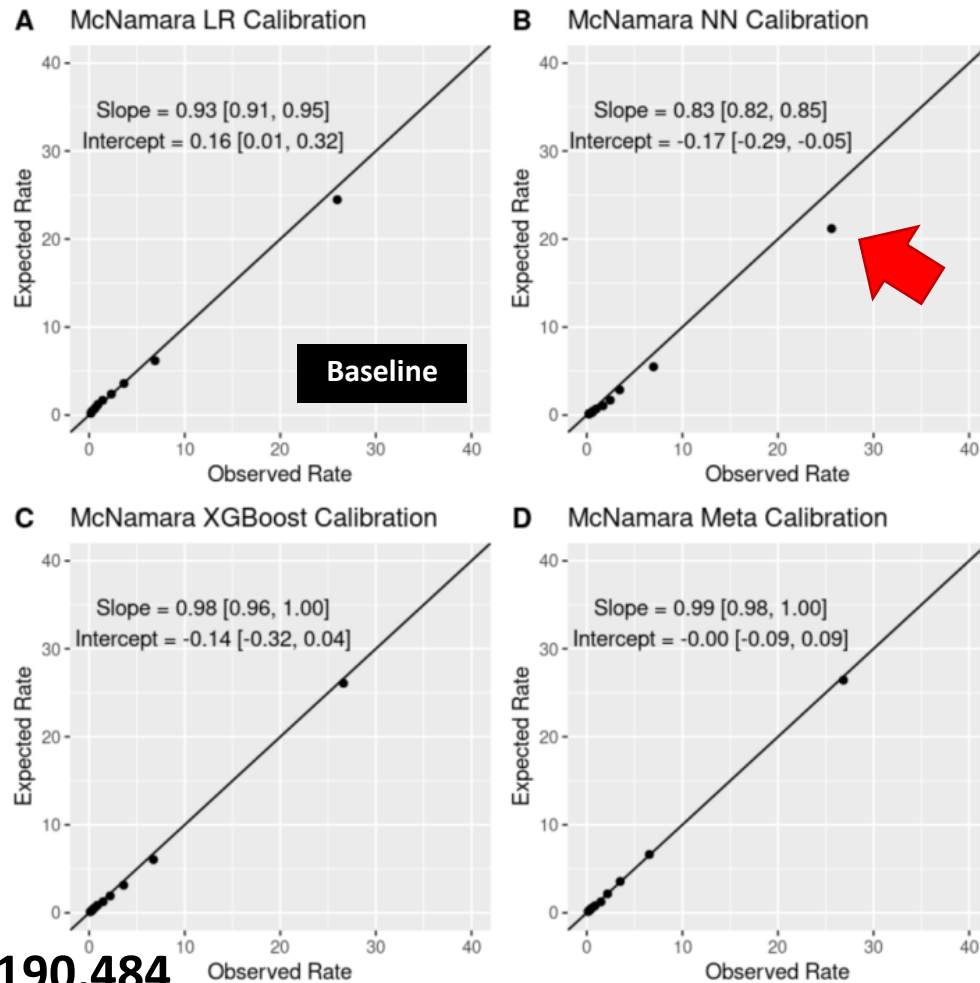 A McNamara LR Calibration
40
30
20
10
0
Slope = 0.93 [0.91, 0.95]
Intercept = 0.16 [0.01, 0.32]
Baseline
Expected Rate
0 10 20 30 40
Observed Rate
B McNamara NN Calibration
40
30
20
10
0
Slope = 0.83 [0.82, 0.85]
Intercept = -0.17 [-0.29, -0.05]
Expected Rate
0 10 20 30 40
Observed Rate
C McNamara XGBoost Calibration
40
30
20
10
0
Slope = 0.98 [0.96, 1.00]
Intercept = -0.14 [-0.32, 0.04]
Expected Rate
0 10 20 30 40
Observed Rate
D McNamara Meta Calibration
40
30
20
10
0
Slope = 0.99 [0.98, 1.00]
Intercept = -0.00 [-0.09, 0.09]
Expected Rate
0 10 20 30 40
Observed Rate
190.484